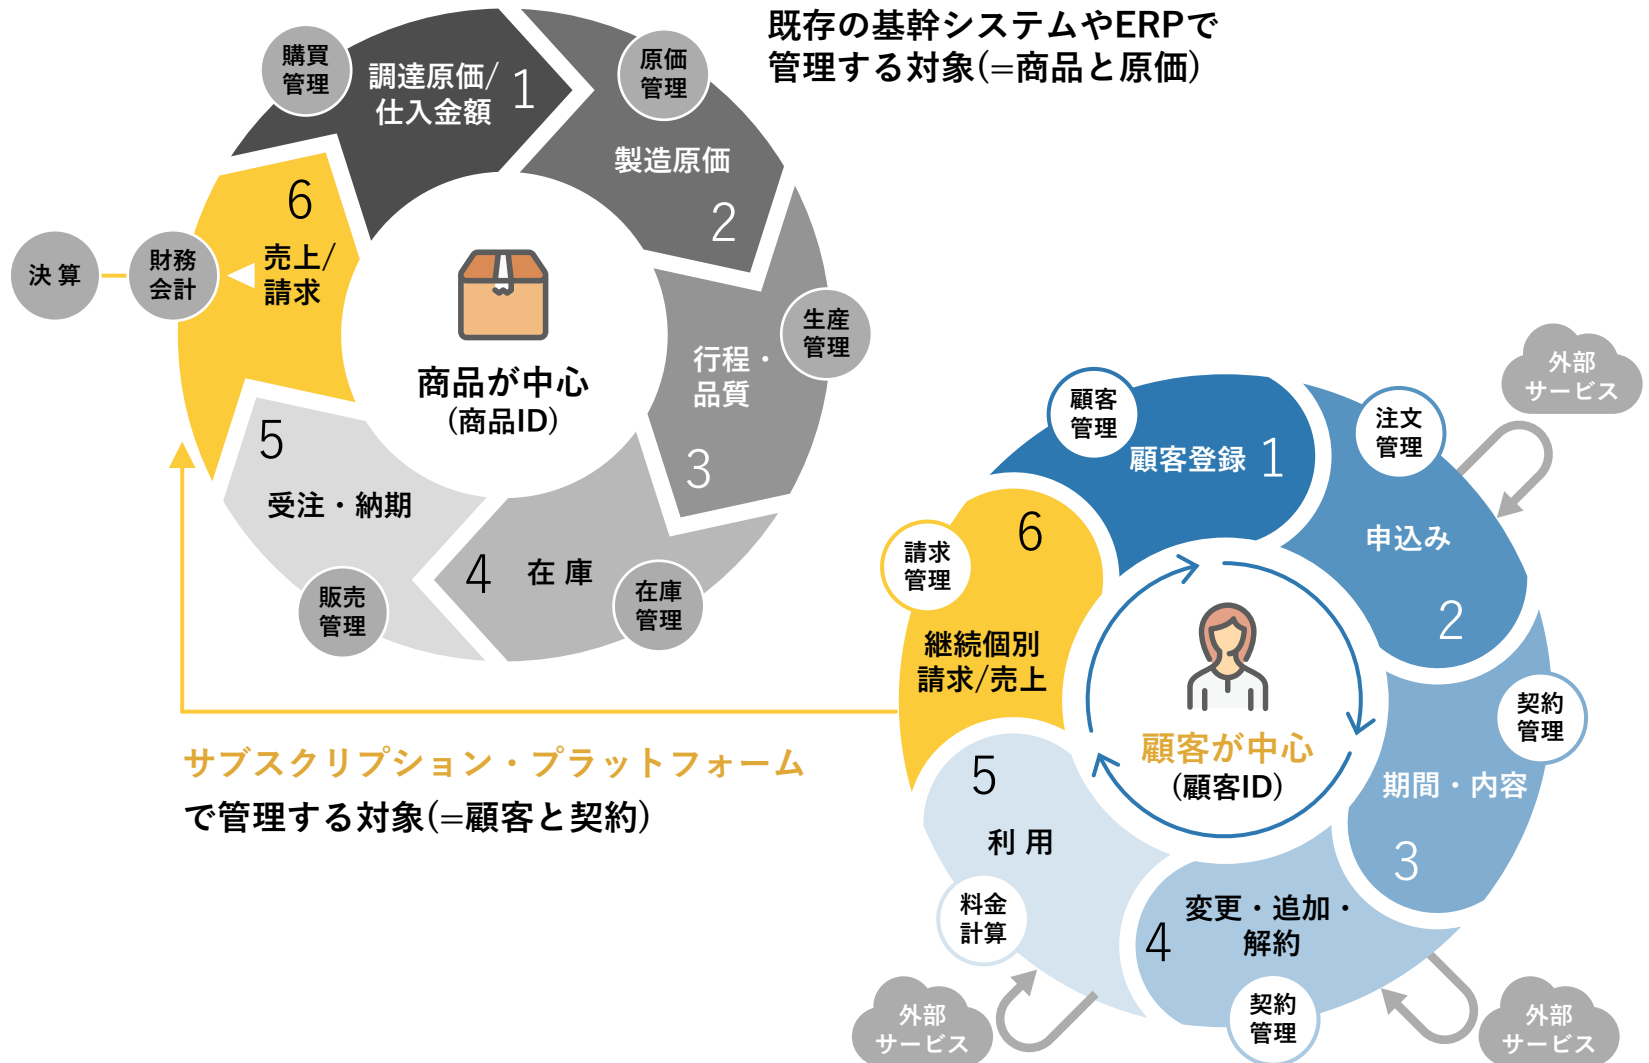 既存の基幹システムやERPで
管理する対象(=商品と原価)
購買
管理
調達原価/
仕入金額
1
原価
管理
製造原価
2
生産
管理
行程・
品質
3
在庫
管理
在 庫
4
販売
管理
受注・納期
5
6
売上/
請求
財務
会計
決 算
商品が中心
(商品ID)
サブスクリプション・プラットフォーム
で管理する対象(=顧客と契約)
顧客
管理
顧客登録
1
注文
管理
申込み
2
外部
サービス
契約
管理
期間・内容
3
変更・追加・
解約
4
契約
管理
外部
サービス
5
利 用
料金
計算
外部
サービス
請求
管理
6
継続個別
請求/売上
顧客が中心
(顧客ID)